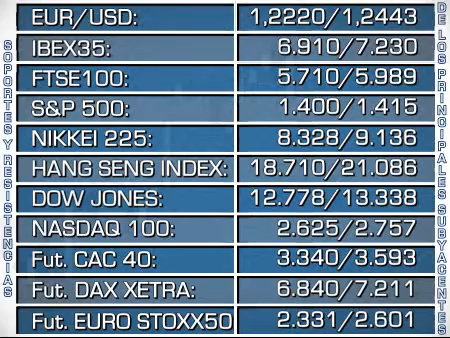 SOPORTES Y RESISTENCIAS
EUR/USD: 1,2220/1,2443
IBEX35: 6.910/7.230
FTSE100: 5.710/5.989
S&P 500: 1.400/1.415
NIKKEI 225: 8.328/9.136
HANG SENG INDEX: 18.710/21.086
DOW JONES: 12.778/13.338
NASDAQ 100: 2.625/2.757
Fut. CAC 40: 3.340/3.593
Fut. DAX XETRA: 6.840/7.211
Fut. EURO STOXX50 2.331/2.601
DE LOS PRINCIPALES SUBYACENTES